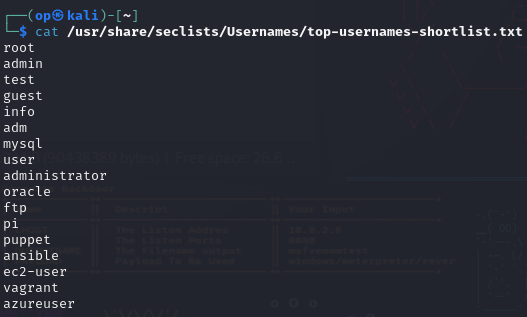 ┌──(op㉿kali)-[~]
└─$ cat /usr/share/seclists/Usernames/top-usernames-shortlist.txt
root
admin
test
guest
info
adm
mysql
user
administrator
oracle
ftp
pi
puppet
ansible
ec2-user
vagrant
azureuser